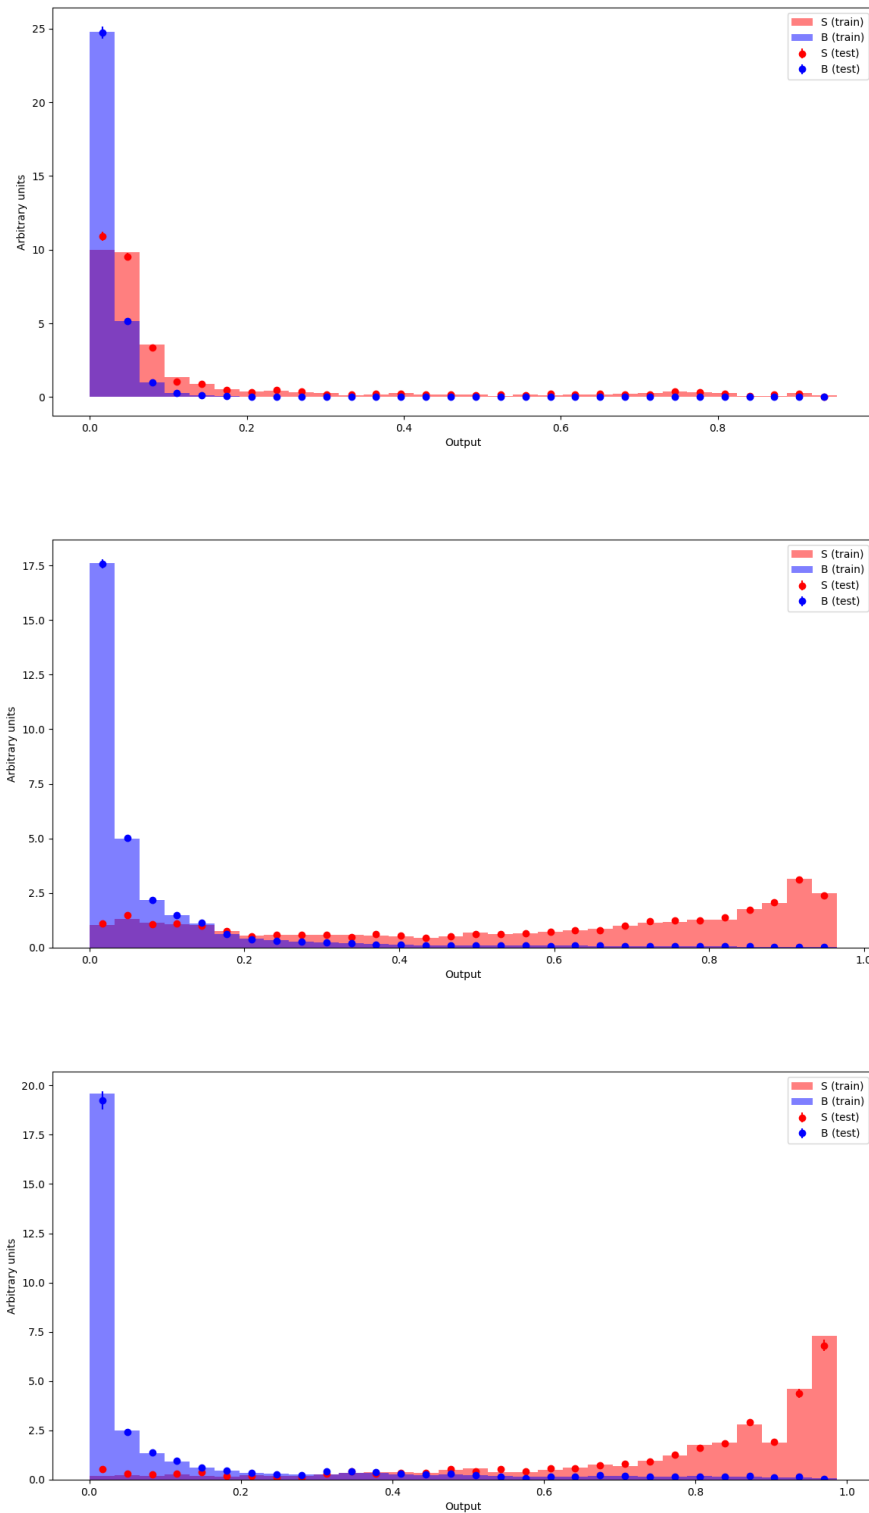 S (train)
B (train)
S (test)
B (test)
25
20
15
10
5
0
Arbitrary units
0.0 0.2 0.4 0.6 0.8
Output
S (train)
B (train)
S (test)
B (test)
17.5
15.0
12.5
10.0
7.5
5.0
2.5
0.0
Arbitrary units
0.0 0.2 0.4 0.6 0.8 1.0
Output
S (train)
B (train)
S (test)
B (test)
20.0
17.5
15.0
12.5
10.0
7.5
5.0
2.5
0.0
Arbitrary units
0.0 0.2 0.4 0.6 0.8 1.0
Output